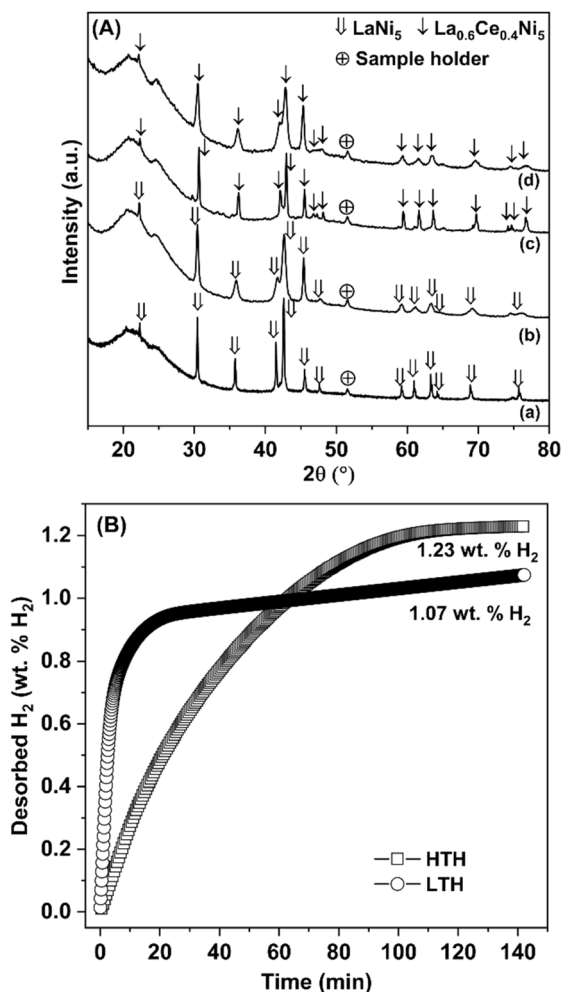 (A)
⇓ LaNi₅ ↓ La₀.₆Ce₀.₄Ni₅
⊕ Sample holder
Intensity (a.u.)
(d)
(c)
(b)
(a)
20 30 40 50 60 70 80
2θ (°)
(B)
Desorbed H₂ (wt. % H₂)
1.2
1.0
0.8
0.6
0.4
0.2
0.0
1.23 wt. % H₂
1.07 wt. % H₂
HTH
LTH
0 20 40 60 80 100 120 140
Time (min)